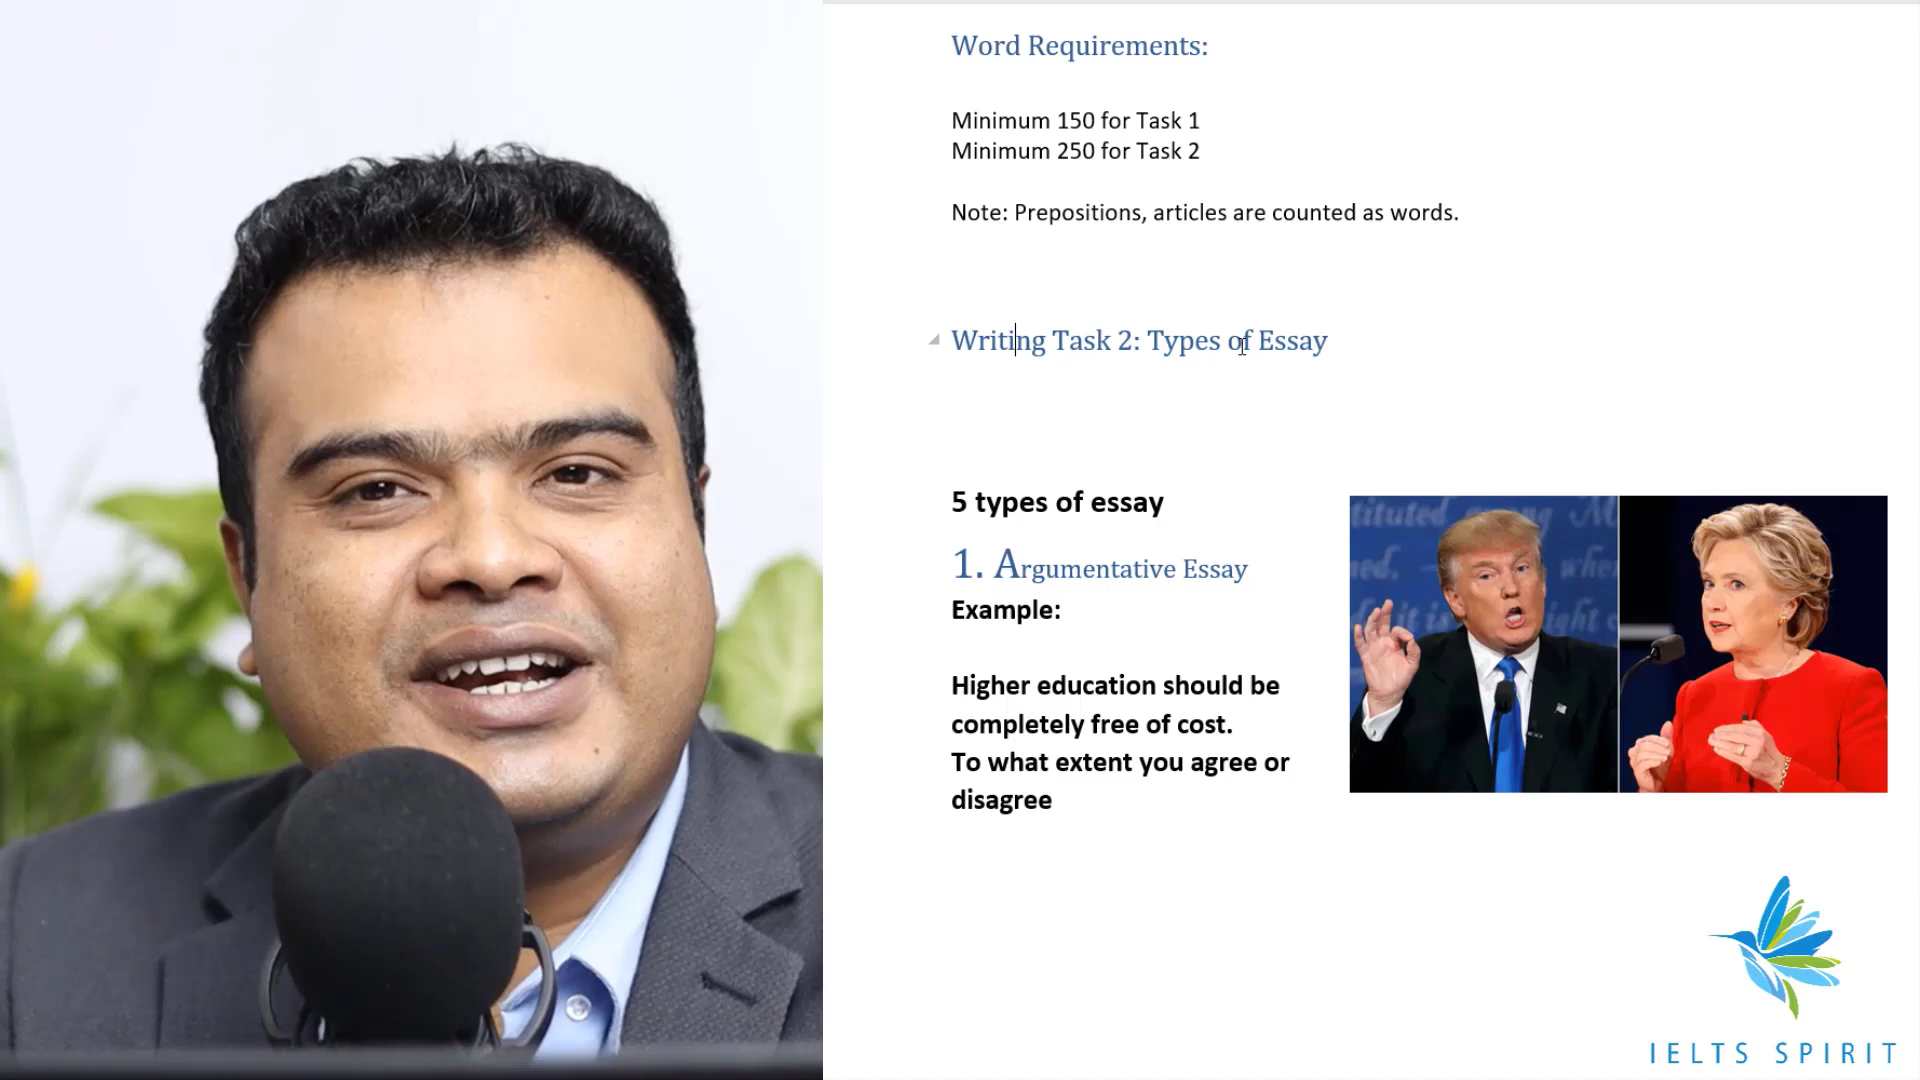 Word Requirements:
Minimum 150 for Task 1
Minimum 250 for Task 2
Note: Prepositions, articles are counted as words.
Writing Task 2: Types of Essay
5 types of essay
1. Argumentative Essay
Example:
Higher education should be
completely free of cost.
To what extent you agree or
disagree
IELTS SPIRIT